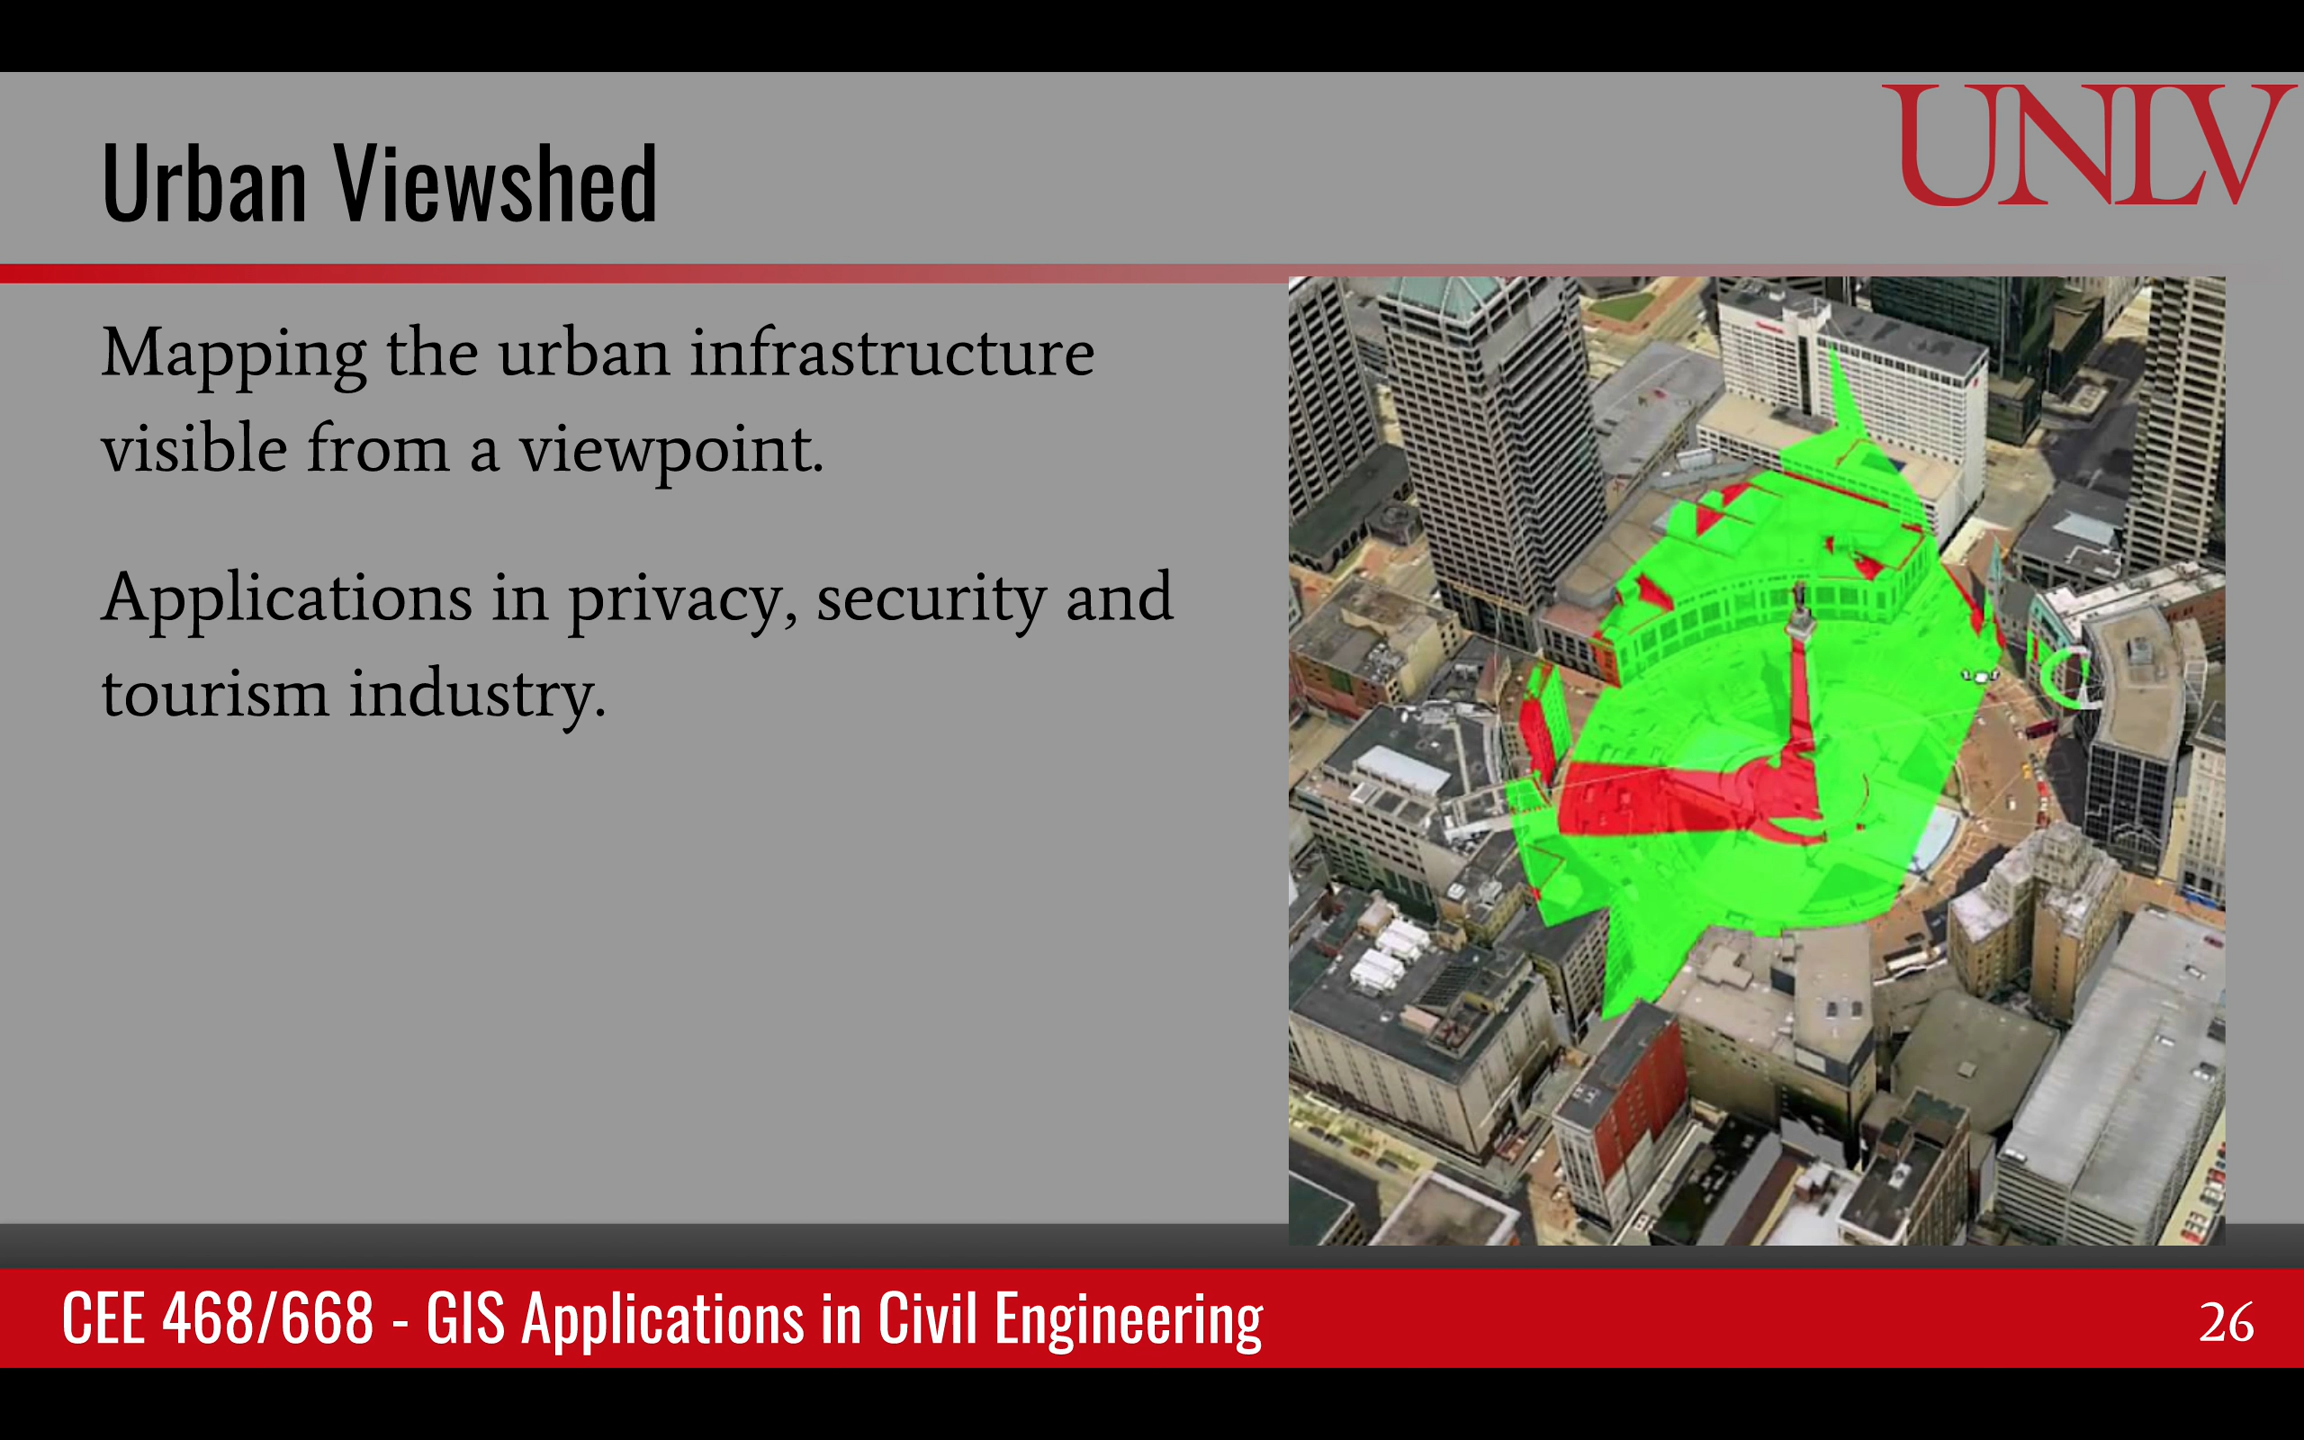 UNLV
Urban Viewshed
Mapping the urban infrastructure
visible from a viewpoint.
Applications in privacy, security and
tourism industry.
CEE 468/668 - GIS Applications in Civil Engineering
26